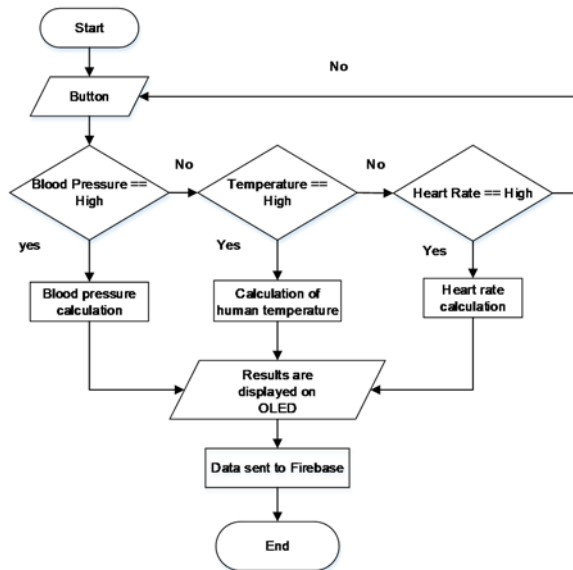 Start
No
Button
Blood Pressure ==
High
No
Temperature ==
High
No
Heart Rate == High
yes
Yes
Yes
Blood pressure
calculation
Calculation of
human temperature
Heart rate
calculation
Results are
displayed on
OLED
Data sent to Firebase
End